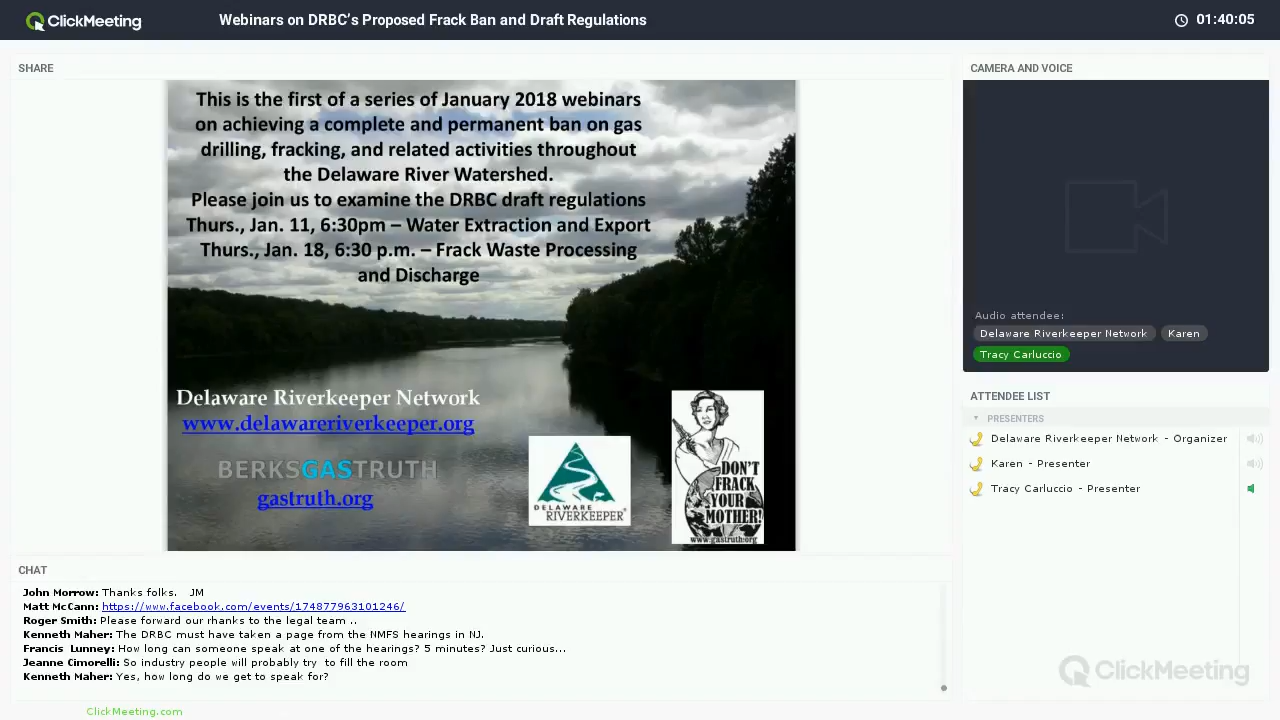 ClickMeeting
Webinars on DRBC's Proposed Frack Ban and Draft Regulations
01:40:05
SHARE
This is the first of a series of January 2018 webinars
on achieving a complete and permanent ban on gas
drilling, fracking, and related activities throughout
the Delaware River Watershed.
Please join us to examine the DRBC draft regulations
Thurs., Jan. 11, 6:30pm – Water Extraction and Export
Thurs., Jan. 18, 6:30 p.m. – Frack Waste Processing
and Discharge
Delaware Riverkeeper Network
www.delawareriverkeeper.org
BERKSGASTRUTH
gastruth.org
DELAWARE
RIVERKEEPER®
DON'T
FRACK
YOUR
MOTHER!
www.gastruth.org
CHAT
John Morrow: Thanks folks. JM
Matt McCann: https://www.facebook.com/events/174877963101246/
Roger Smith: Please forward our rhanks to the legal team ..
Kenneth Maher: The DRBC must have taken a page from the NMFS hearings in NJ.
Francis Lunney: How long can someone speak at one of the hearings? 5 minutes? Just curious...
Jeanne Cimorelli: So industry people will probably try to fill the room
Kenneth Maher: Yes, how long do we get to speak for?
ClickMeeting.com
CAMERA AND VOICE
Audio attendee:
Delaware Riverkeeper Network Karen
Tracy Carluccio
ATTENDEE LIST
PRESENTERS
Delaware Riverkeeper Network - Organizer
Karen - Presenter
Tracy Carluccio - Presenter
ClickMeeting